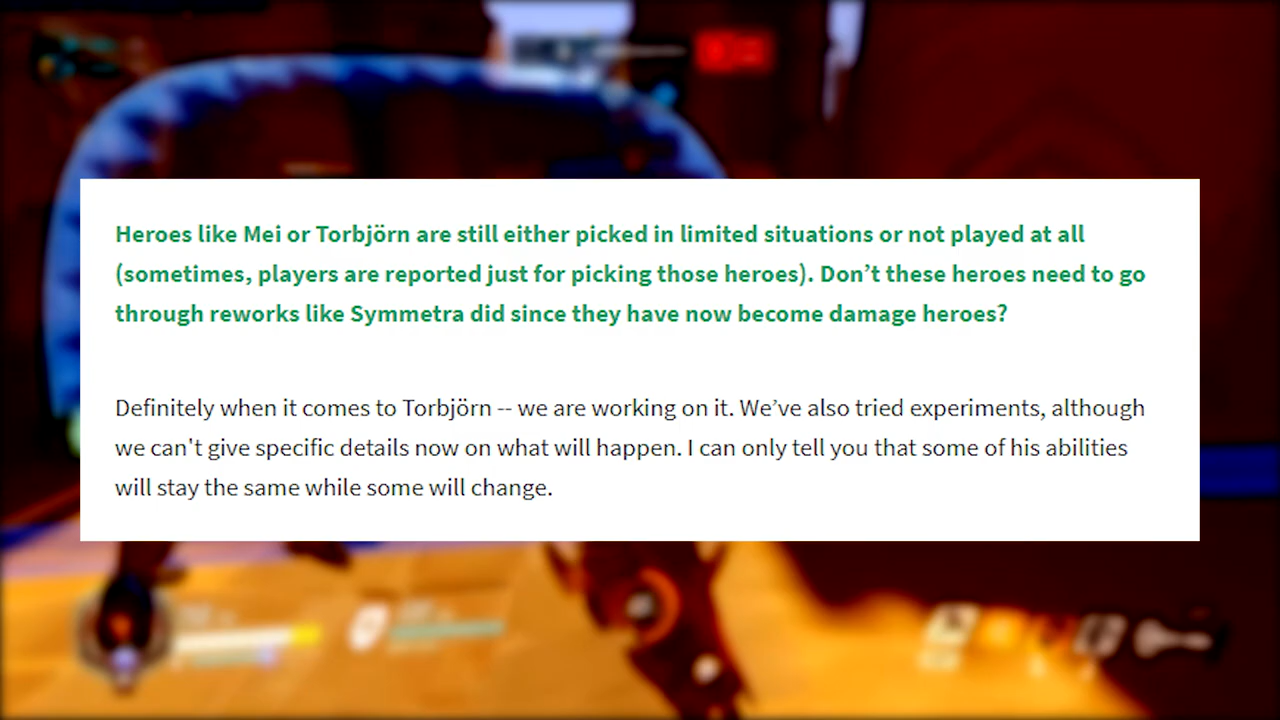 Heroes like Mei or Torbjörn are still either picked in limited situations or not played at all
(sometimes, players are reported just for picking those heroes). Don’t these heroes need to go
through reworks like Symmetra did since they have now become damage heroes?
Definitely when it comes to Torbjörn -- we are working on it. We’ve also tried experiments, although
we can't give specific details now on what will happen. I can only tell you that some of his abilities
will stay the same while some will change.